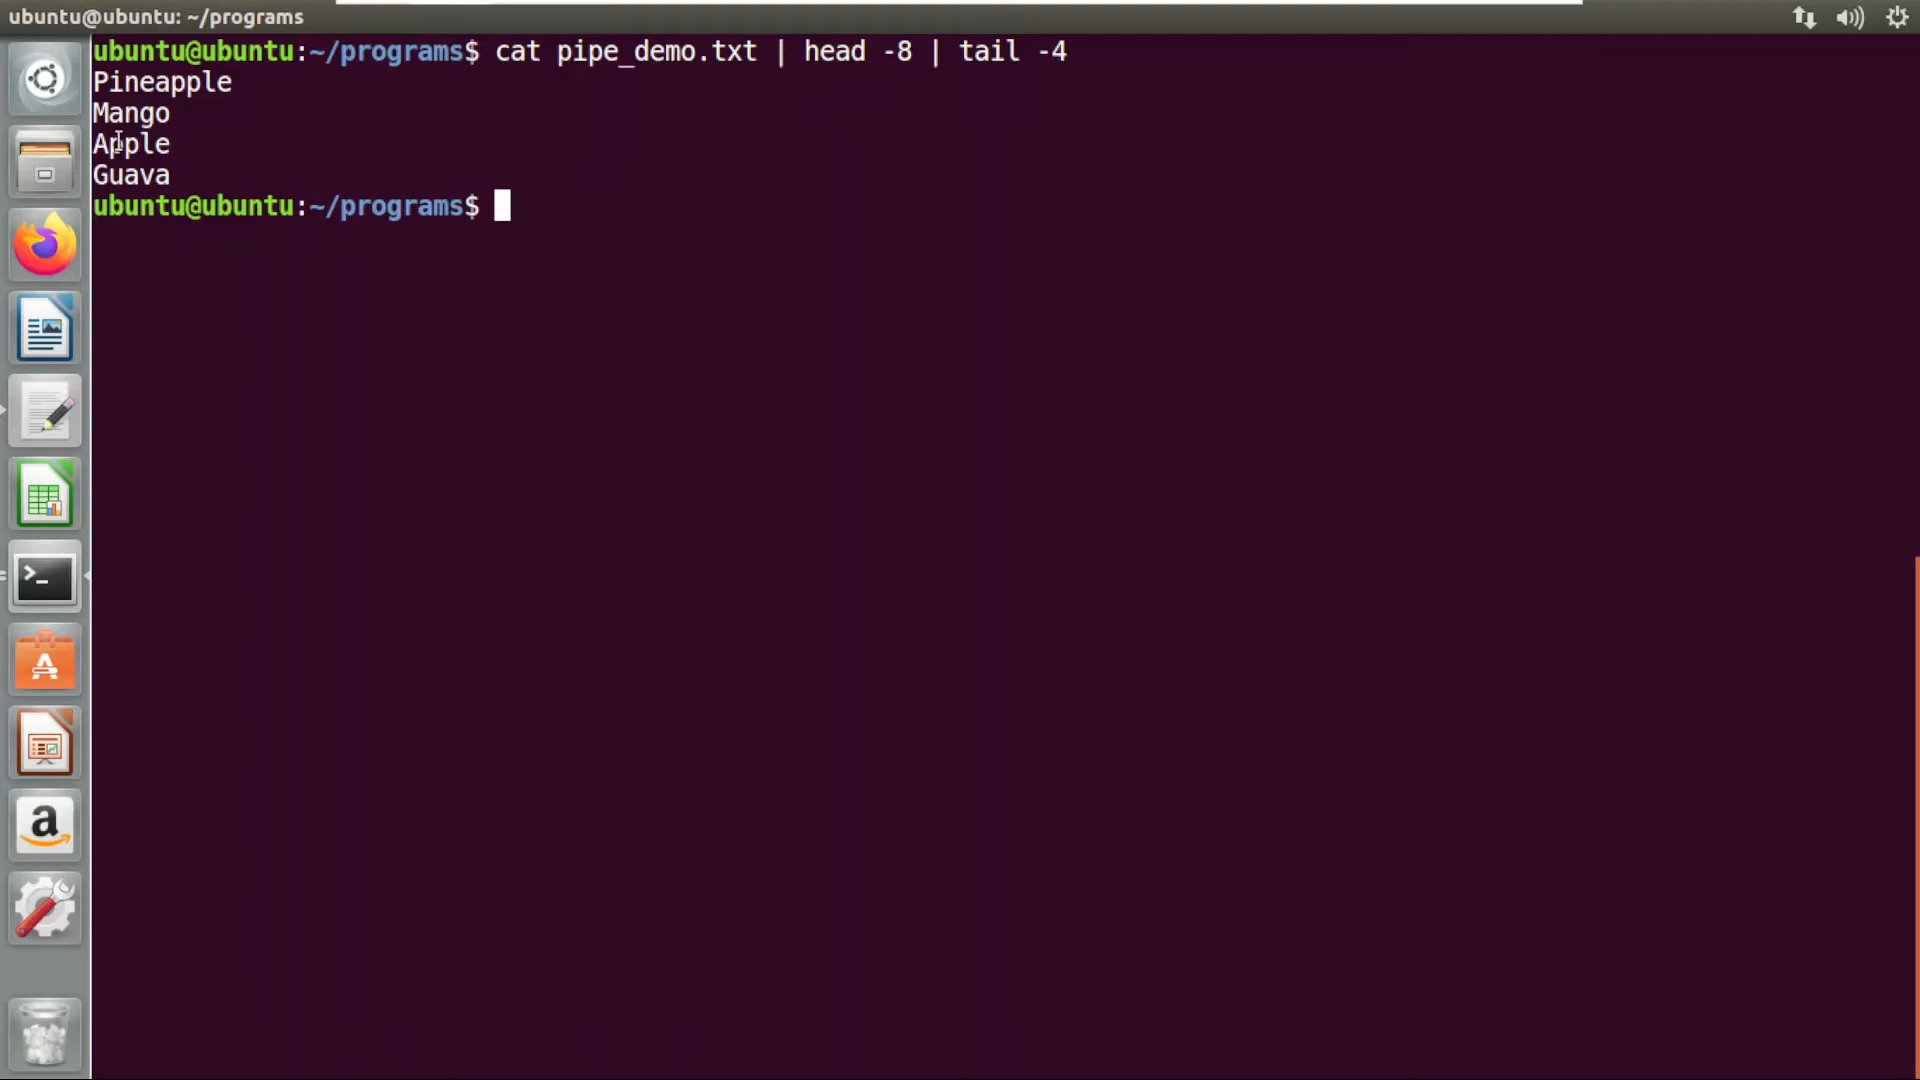 ubuntu@ubuntu: ~/programs
ubuntu@ubuntu:~/programs$ cat pipe_demo.txt | head -8 | tail -4
Pineapple
Mango
Apple
Guava
ubuntu@ubuntu:~/programs$